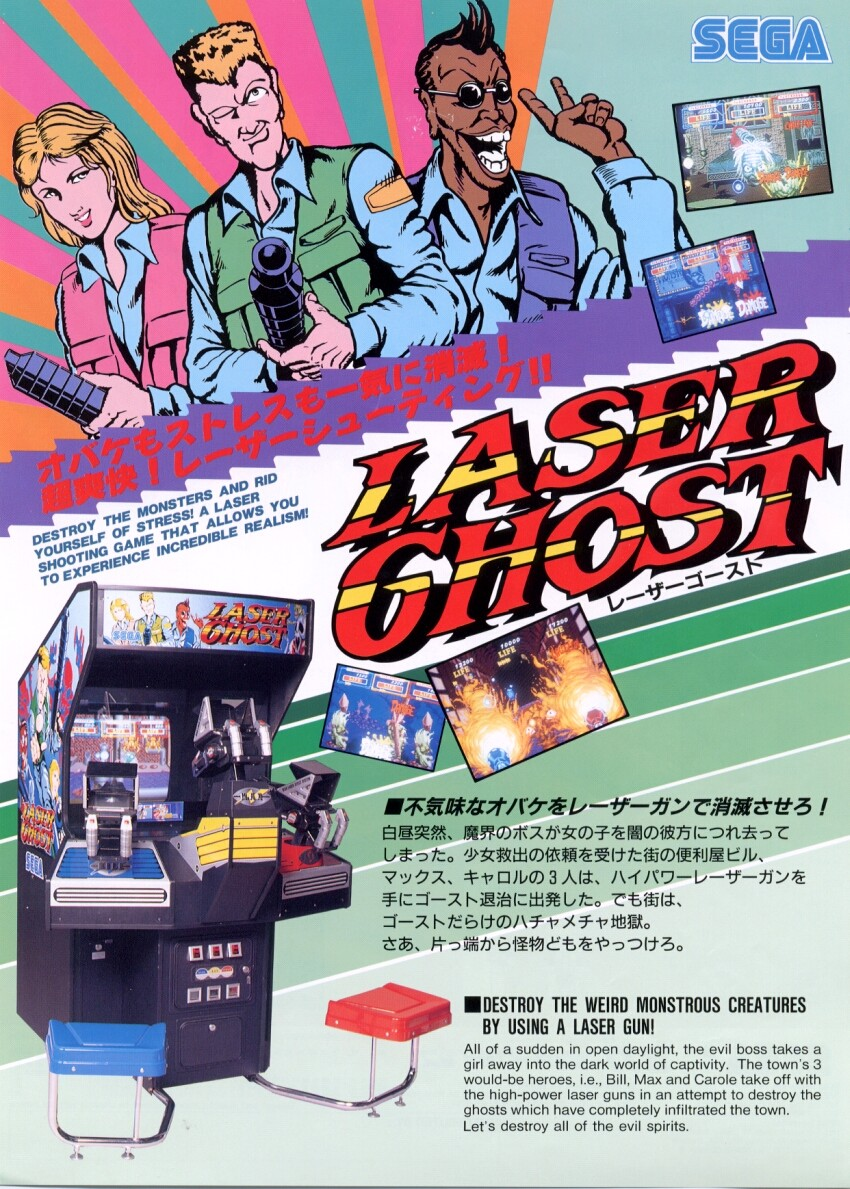 SEGA
オバケもストレスも一気に消滅!
超爽快!レーザーシューティング!!
DESTROY THE MONSTERS AND RID
YOURSELF OF STRESS! A LASER
SHOOTING GAME THAT ALLOWS YOU
TO EXPERIENCE INCREDIBLE REALISM!
LASER
GHOST
レーザーゴースト
SEGA
LASER
GHOST
LASER
GHOST
SEGA
LIFE
LIFE
LIFE
■不気味なオバケをレーザーガンで消滅させろ!
白昼突然、魔界のボスが女の子を闇の彼方につれ去って
しまった。少女救出の依頼を受けた街の便利屋ビル、
マックス、キャロルの3人は、ハイパワーレーザーガンを
手にゴースト退治に出発した。でも街は、
ゴーストだらけのハチャメチャ地獄。
さあ、片っ端から怪物どもをやっつけろ。
■DESTROY THE WEIRD MONSTROUS CREATURES
BY USING A LASER GUN!
All of a sudden in open daylight, the evil boss takes a
girl away into the dark world of captivity. The town's 3
would-be heroes, i.e., Bill, Max and Carole take off with
the high-power laser guns in an attempt to destroy the
ghosts which have completely infiltrated the town.
Let's destroy all of the evil spirits.